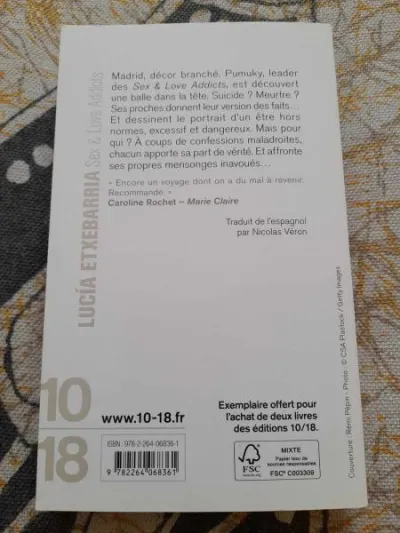 Madrid, décor branché. Pumuky, leader
des Sex & Love Addicts, est découvert
une balle dans la tête. Suicide ? Meurtre ?
Ses proches donnent leur version des faits...
Et dessinent le portrait d'un être hors
normes, excessif et dangereux. Mais pour
qui ? À coups de confessions maladroites,
chacun apporte sa part de vérité. Et affronte
ses propres mensonges inavoués...
« Encore un voyage dont on a du mal à revenir.
Recommandé. »
Caroline Rochet – Marie Claire
Traduit de l'espagnol
par Nicolas Véron
LUCÍA ETXEBARRIA Sex & Love Addicts
10
18
www.10-18.fr
ISBN : 978-2-264-06836-1
9 782264 068361
Exemplaire offert pour
l'achat de deux livres
des éditions 10/18.
FSC
MIXTE
Papier issu de
sources responsables
FSC® C003309
Couverture : Rémi Pépin - Photo : © CSA Plastock / Getty Images